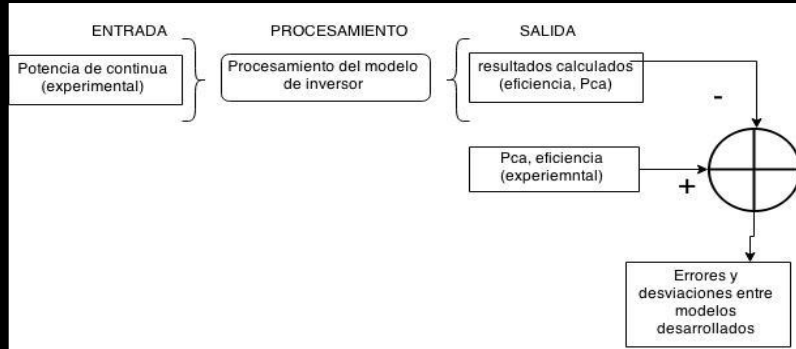 ENTRADA
PROCESAMIENTO
SALIDA
Potencia de continua
(experimental)
Procesamiento del modelo
de inversor
resultados calculados
(eficiencia, Pca)
-
Pca, eficiencia
(experiemntal)
+
Errores y
desviaciones entre
modelos
desarrollados